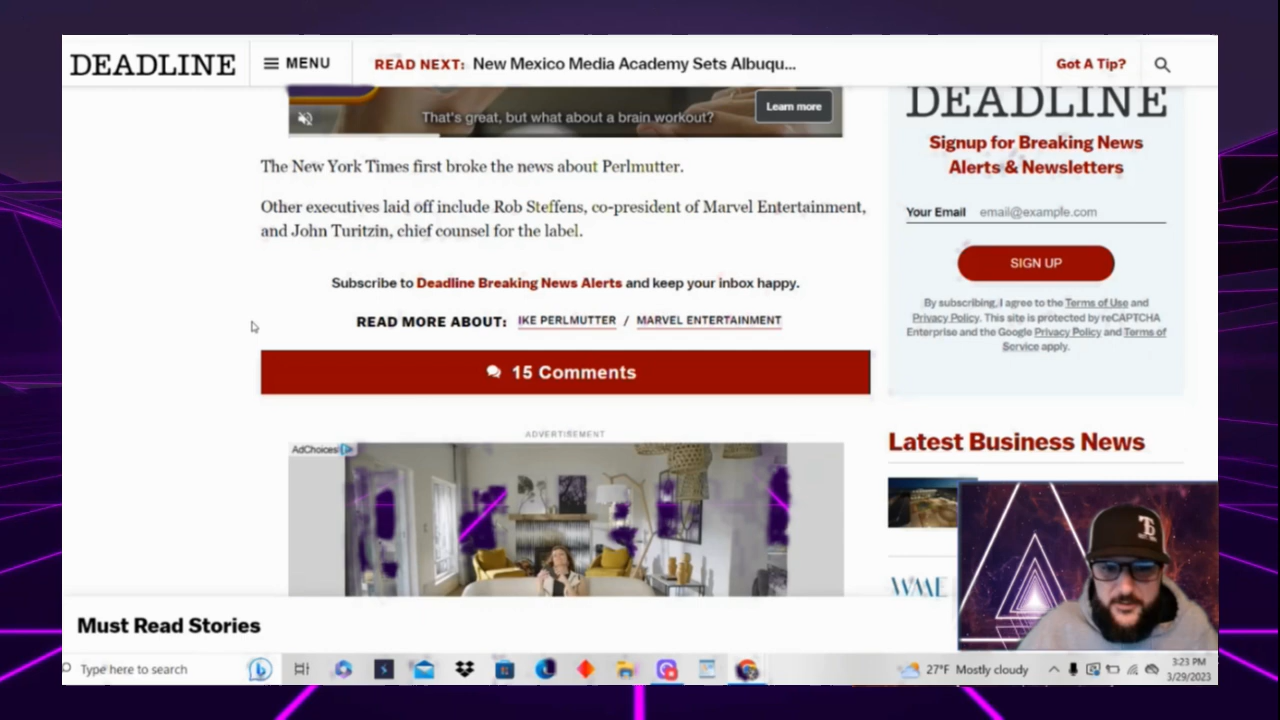 DEADLINE
MENU
READ NEXT: New Mexico Media Academy Sets Albuqu...
Got A Tip?
That's great, but what about a brain workout?
Learn more
The New York Times first broke the news about Perlmutter.
Other executives laid off include Rob Steffens, co-president of Marvel Entertainment,
and John Turitzin, chief counsel for the label.
Subscribe to Deadline Breaking News Alerts and keep your inbox happy.
READ MORE ABOUT: IKE PERLMUTTER / MARVEL ENTERTAINMENT
15 Comments
ADVERTISEMENT
AdChoices
DEADLINE
Signup for Breaking News
Alerts & Newsletters
Your Email email@example.com
SIGN UP
By subscribing, I agree to the Terms of Use and
Privacy Policy. This site is protected by reCAPTCHA
Enterprise and the Google Privacy Policy and Terms of
Service apply.
Latest Business News
WME
Must Read Stories
Type here to search
27°F Mostly cloudy
3:23 PM
3/29/2023